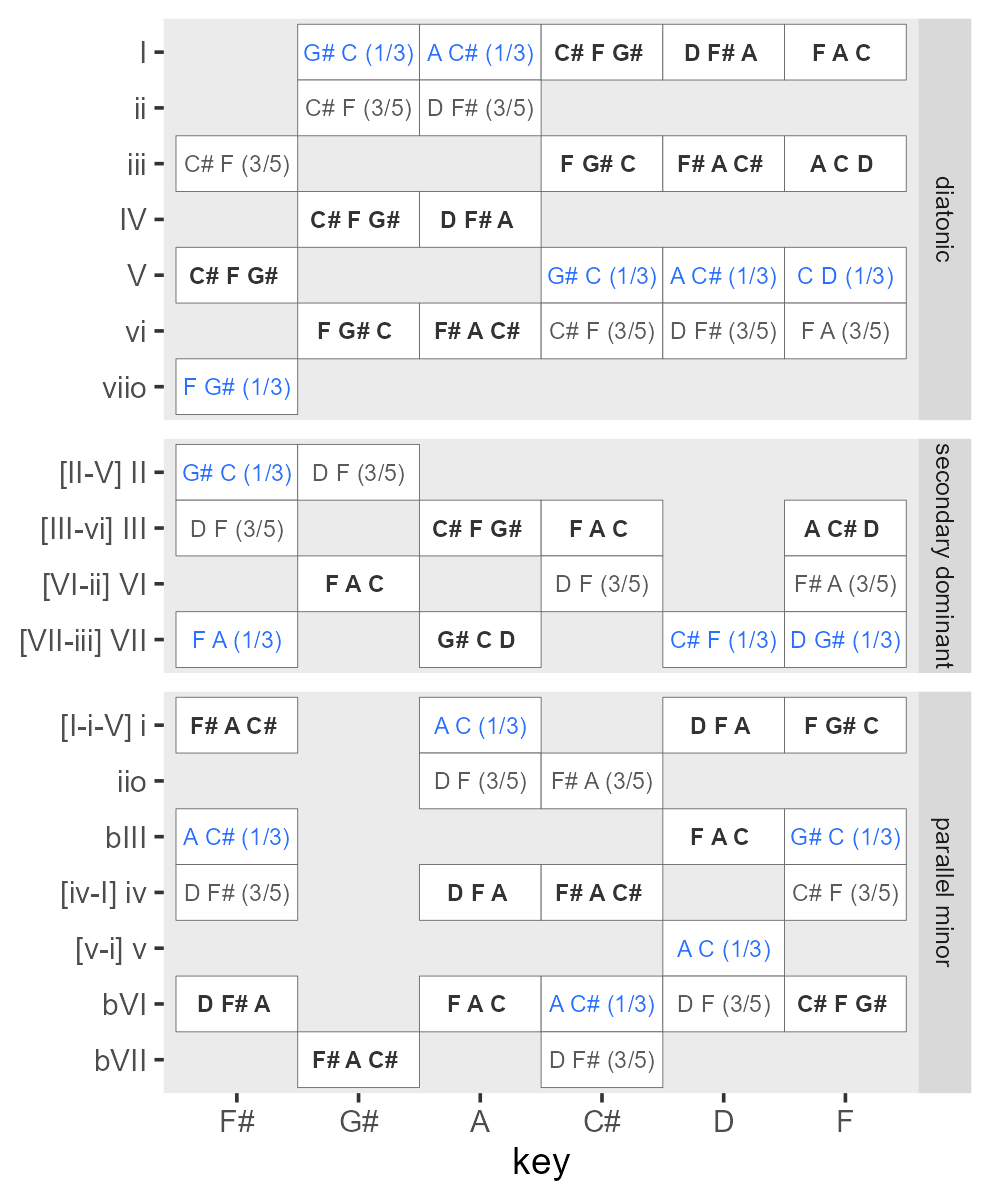 I G# C (1/3) A C# (1/3) C# F G# D F# A F A C
ii C# F (3/5) D F# (3/5)
iii C# F (3/5) F G# C F# A C# A C D
IV C# F G# D F# A
V C# F G# G# C (1/3) A C# (1/3) C D (1/3)
vi F G# C F# A C# C# F (3/5) D F# (3/5) F A (3/5)
viio F G# (1/3)
diatonic
[II-V] II G# C (1/3) D F (3/5)
[III-vi] III D F (3/5) C# F G# F A C A C# D
[VI-ii] VI F A C D F (3/5) F# A (3/5)
[VII-iii] VII F A (1/3) G# C D C# F (1/3) D G# (1/3)
secondary dominant
[I-i-V] i F# A C# A C (1/3) D F A F G# C
iio D F (3/5) F# A (3/5)
bIII A C# (1/3) F A C G# C (1/3)
[iv-I] iv D F# (3/5) D F A F# A C# C# F (3/5)
[v-i] v A C (1/3)
bVI D F# A F A C A C# (1/3) D F (3/5) C# F G#
bVII F# A C# D F# (3/5)
parallel minor
F# G# A C# D F
key